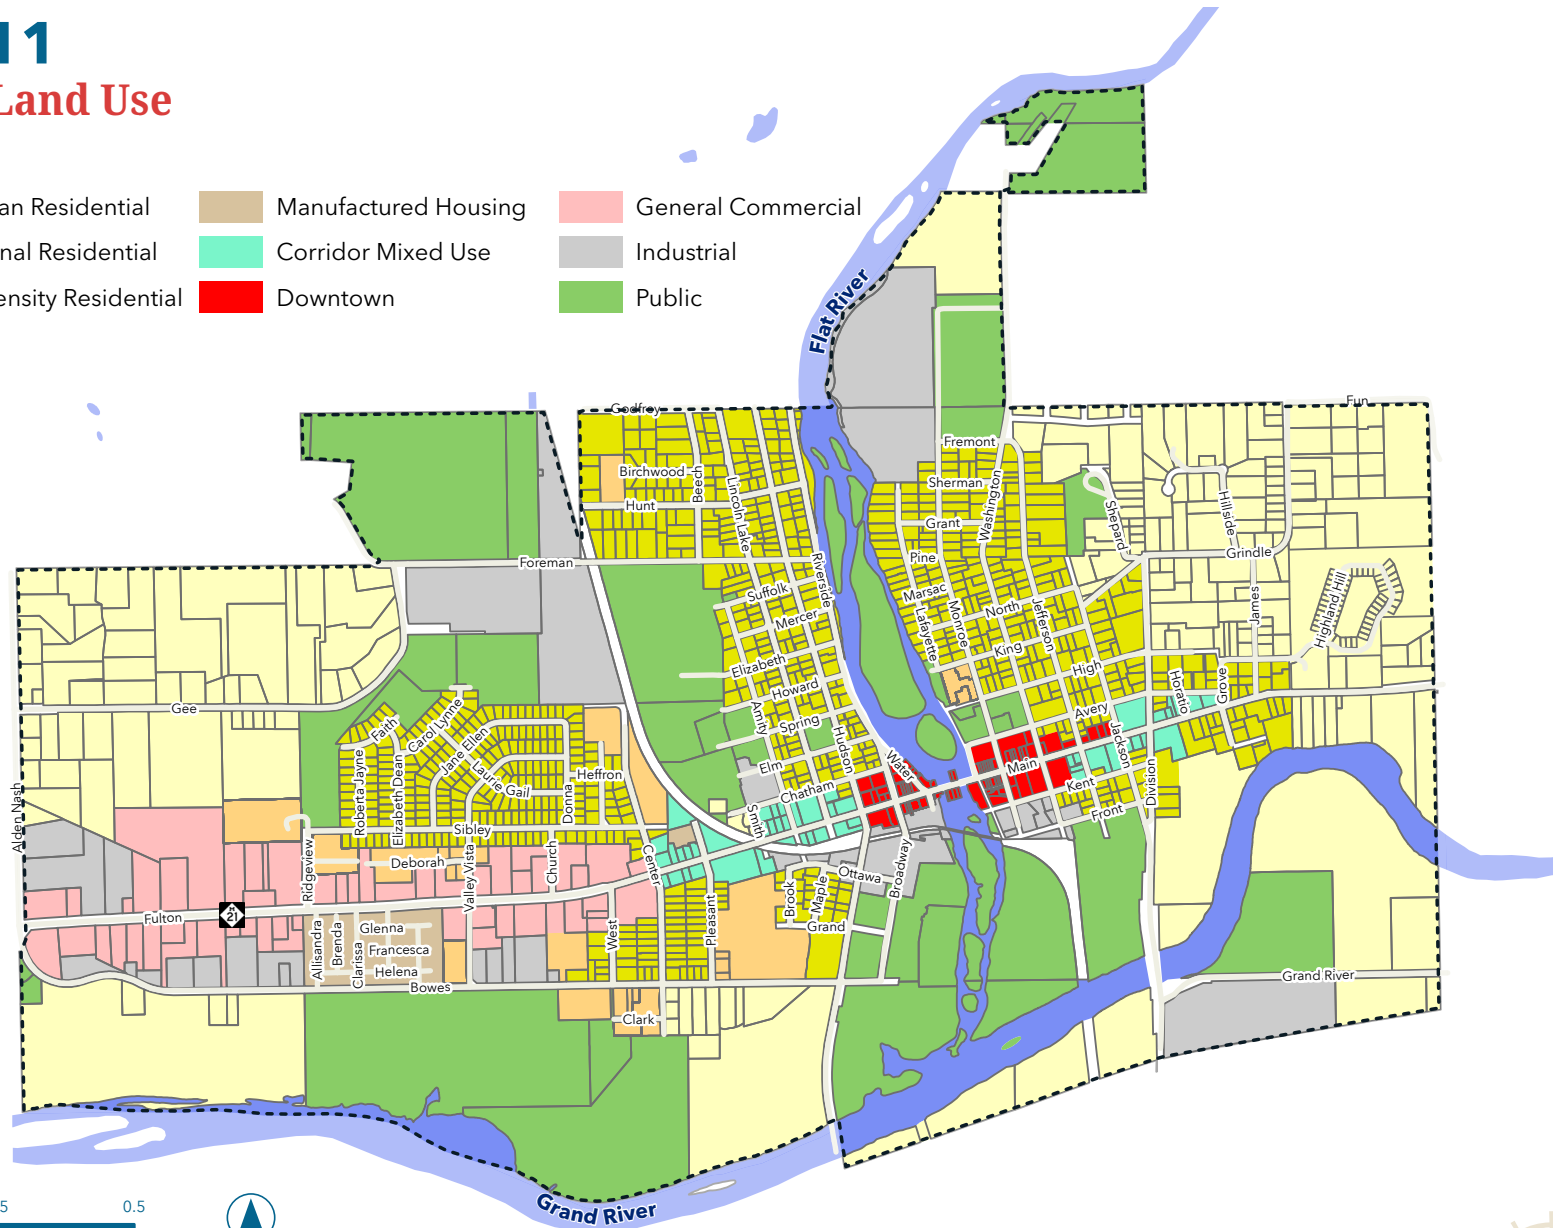 11
Land Use
an Residential
Manufactured Housing
General Commercial
nal Residential
Corridor Mixed Use
Industrial
ensity Residential
Downtown
Public
Flat River
Godfrey
Fun
Fremont
Birchwood
Beech
Lincoln Lake
Sherman
Washington
Hunt
Grant
Shepard
Hillside
Foreman
Riverside
Pine
Grindle
Suffolk
Marsac
Lafayette
Monroe
North
Jefferson
James
Highland Hill
Mercer
King
Elizabeth
High
Howard
Horatio
Grove
Gee
Faith
Carol Lynne
Amity
Spring
Hudson
Avery
Jackson
Jane Ellen
Roberta Jayne
Elizabeth Dean
Laurie Gail
Donna
Heffron
Elm
Water
Main
Kent
Division
Alden Nash
Chatham
Smith
Front
Sibley
Church
Center
Ridgeview
Deborah
Valley Vista
Ottawa
Broadway
Brook
Maple
Fulton
M
21
Pleasant
West
Grand
Allisandra
Brenda
Clarissa
Glenna
Francesca
Helena
Bowes
Grand River
Clark
Grand River
5
0.5